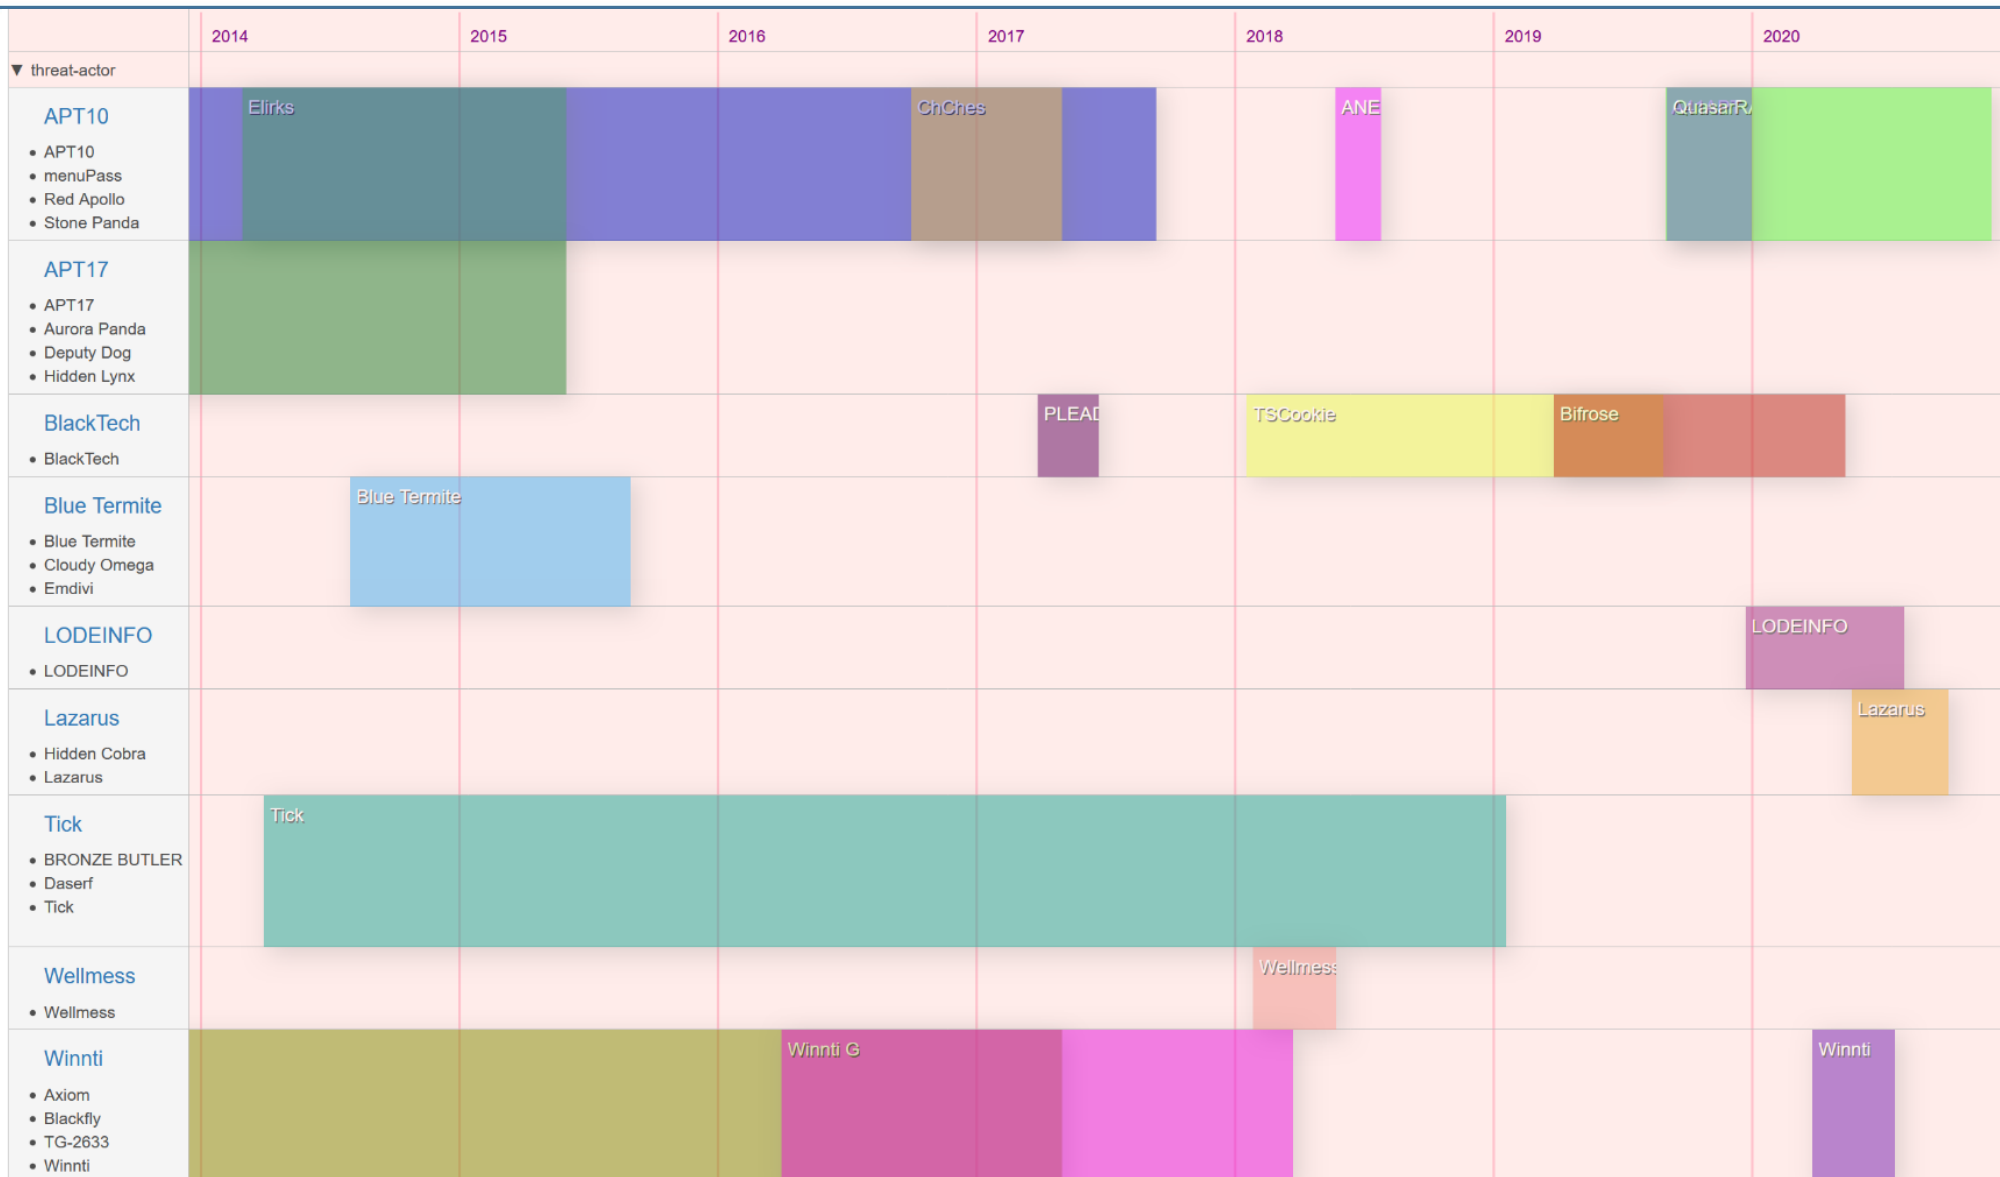 2014 2015 2016 2017 2018 2019 2020
▼ threat-actor
APT10
• APT10
• menuPass
• Red Apollo
• Stone Panda
Elirks
ChChes
ANE
APT17
• APT17
• Aurora Panda
• Deputy Dog
• Hidden Lynx
BlackTech
• BlackTech
PLEAD
TSCookie
Bifrose
Blue Termite
• Blue Termite
• Cloudy Omega
• Emdivi
Blue Termite
LODEINFO
• LODEINFO
LODEINFO
Lazarus
• Hidden Cobra
• Lazarus
Lazarus
Tick
• BRONZE BUTLER
• Daserf
• Tick
Tick
Wellmess
• Wellmess
Wellmess
Winnti
• Axiom
• Blackfly
• TG-2633
• Winnti
Winnti G
Winnti